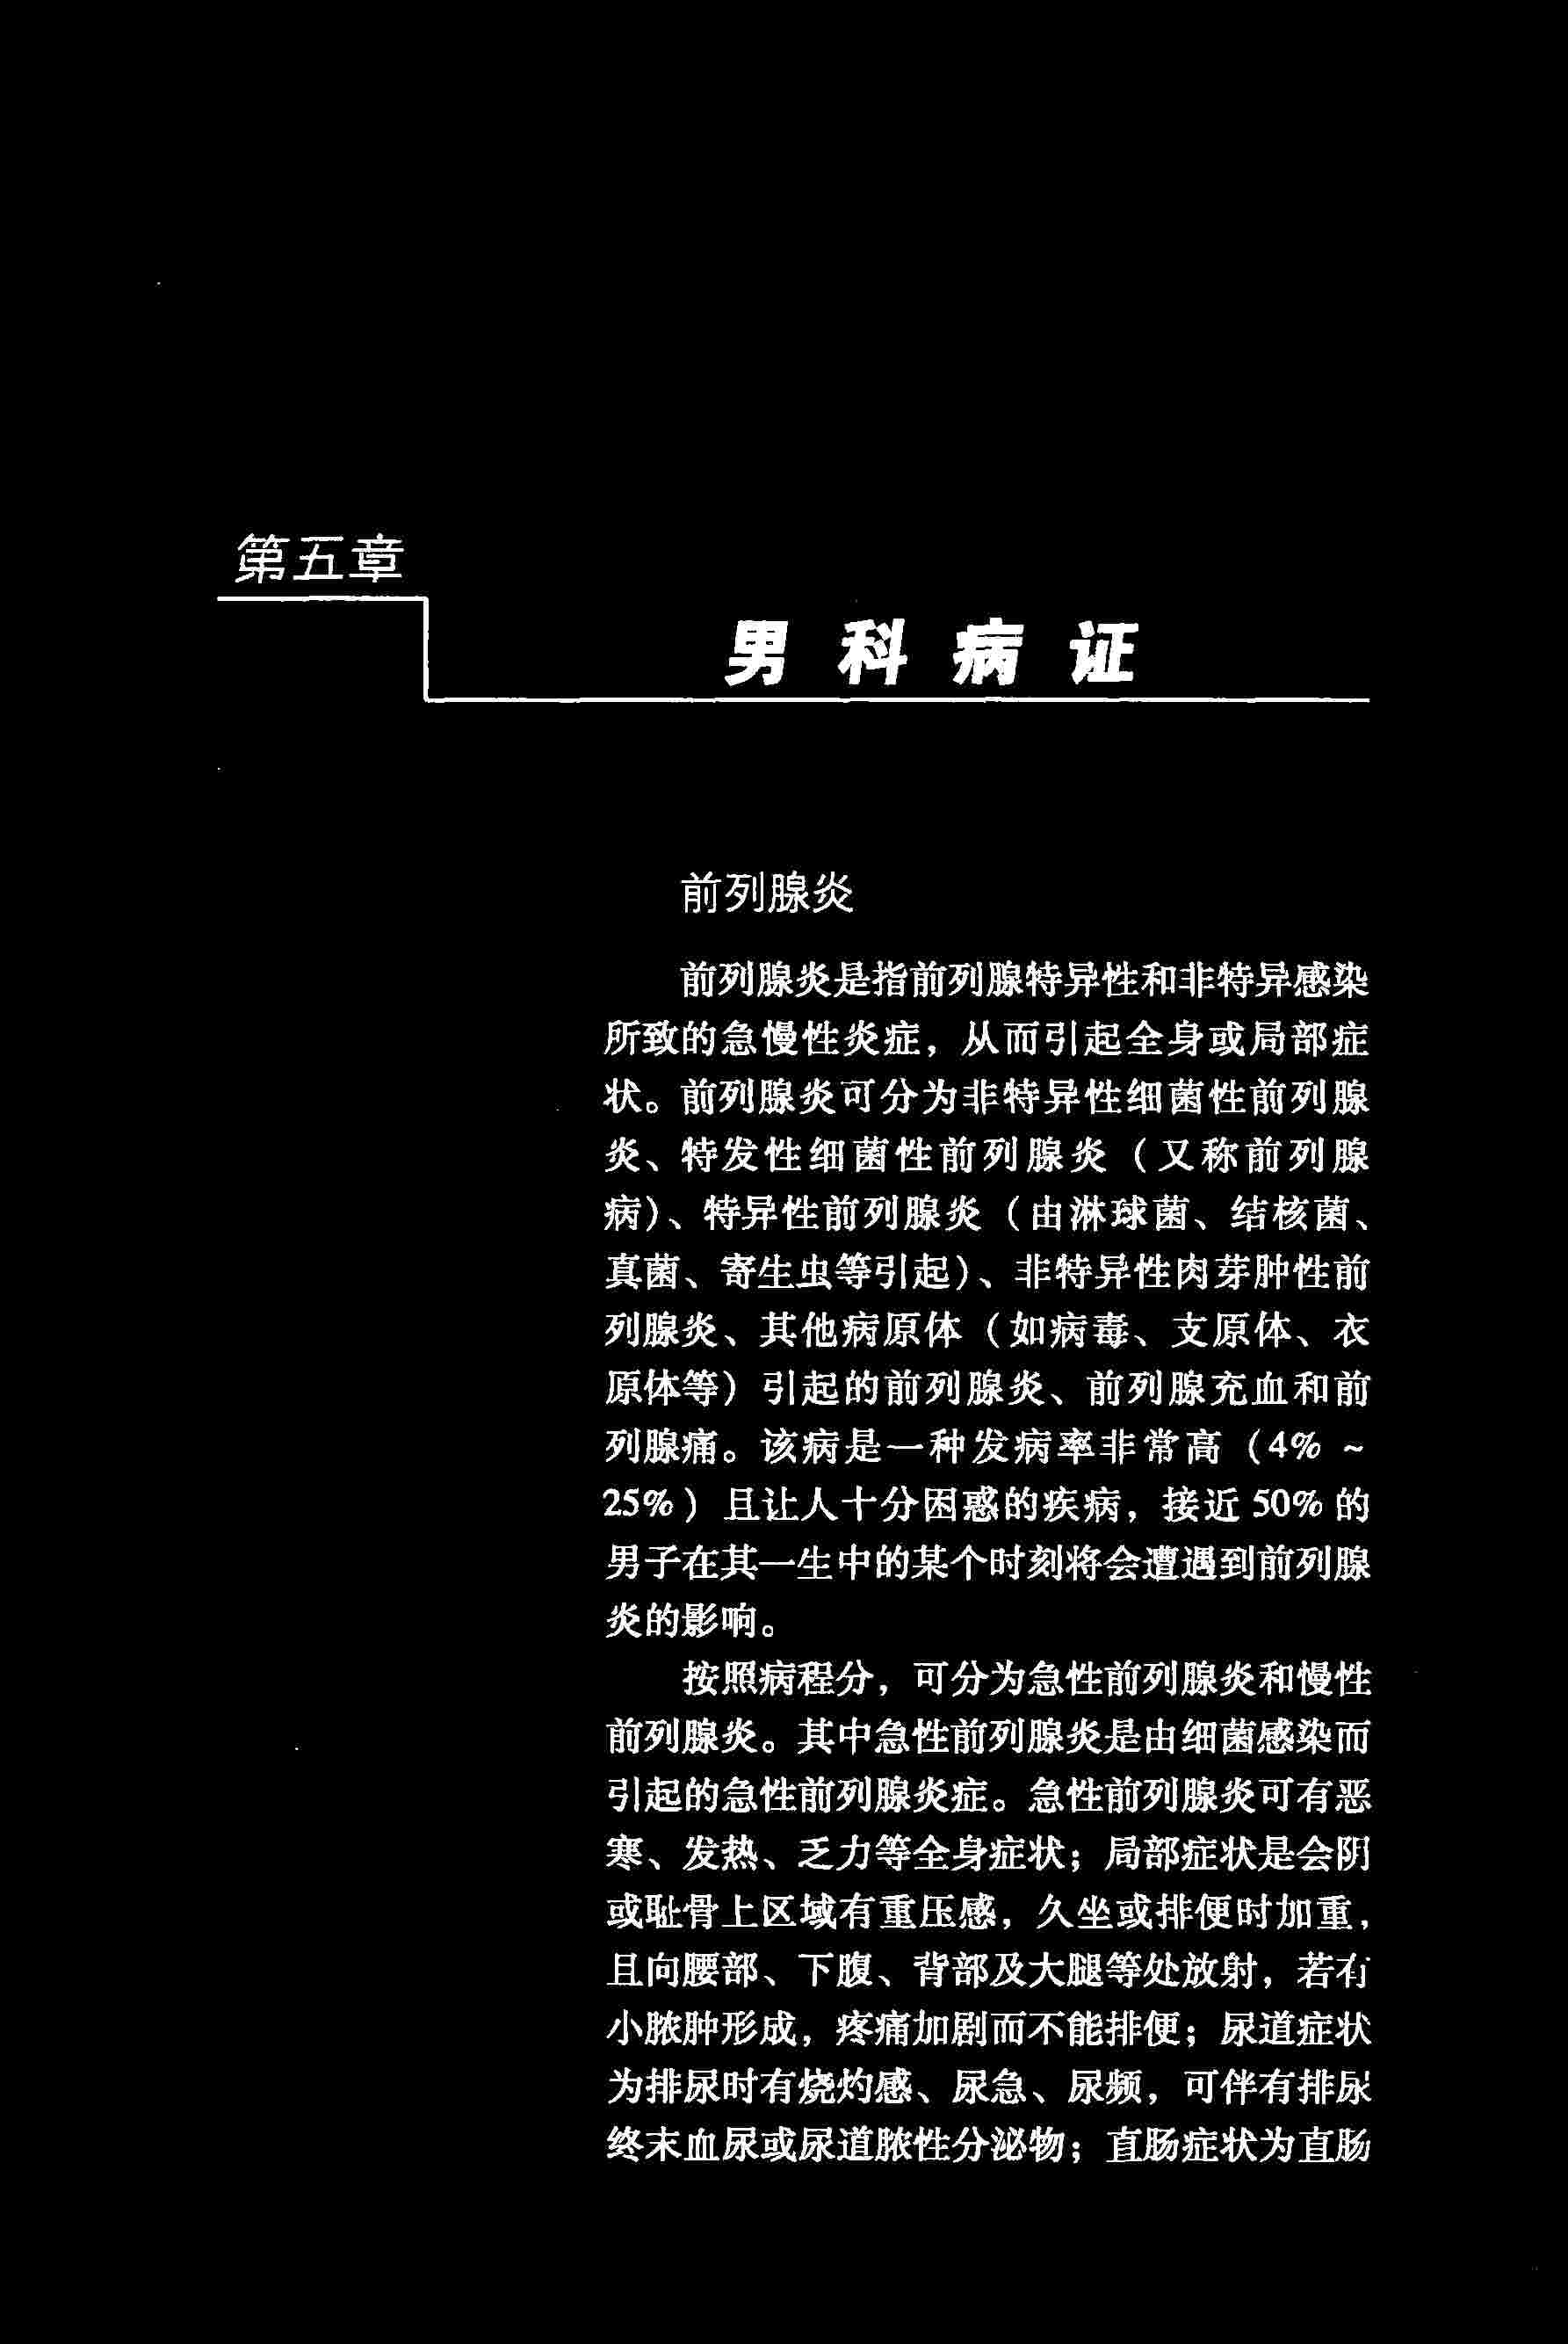 第五章
男科病证
前列腺炎
前列腺炎是指前列腺特异性和非特异感染
所致的急慢性炎症，从而引起全身或局部症
状。前列腺炎可分为非特异性细菌性前列腺
炎、特发性细菌性前列腺炎（又称前列腺
病）、特异性前列腺炎（由淋球菌、结核菌、
真菌、寄生虫等引起）、非特异性肉芽肿性前
列腺炎、其他病原体（如病毒、支原体、衣
原体等）引起的前列腺炎、前列腺充血和前
列腺痛。该病是一种发病率非常高（4% ~
25%）且让人十分困惑的疾病，接近 50% 的
男子在其一生中的某个时刻将会遭遇到前列腺
炎的影响。
按照病程分，可分为急性前列腺炎和慢性
前列腺炎。其中急性前列腺炎是由细菌感染而
引起的急性前列腺炎症。急性前列腺炎可有恶
寒、发热、乏力等全身症状；局部症状是会阴
或耻骨上区域有重压感，久坐或排便时加重，
且向腰部、下腹、背部及大腿等处放射，若有
小脓肿形成，疼痛加剧而不能排便；尿道症状
为排尿时有烧灼感、尿急、尿频，可伴有排尿
终末血尿或尿道脓性分泌物；直肠症状为直肠